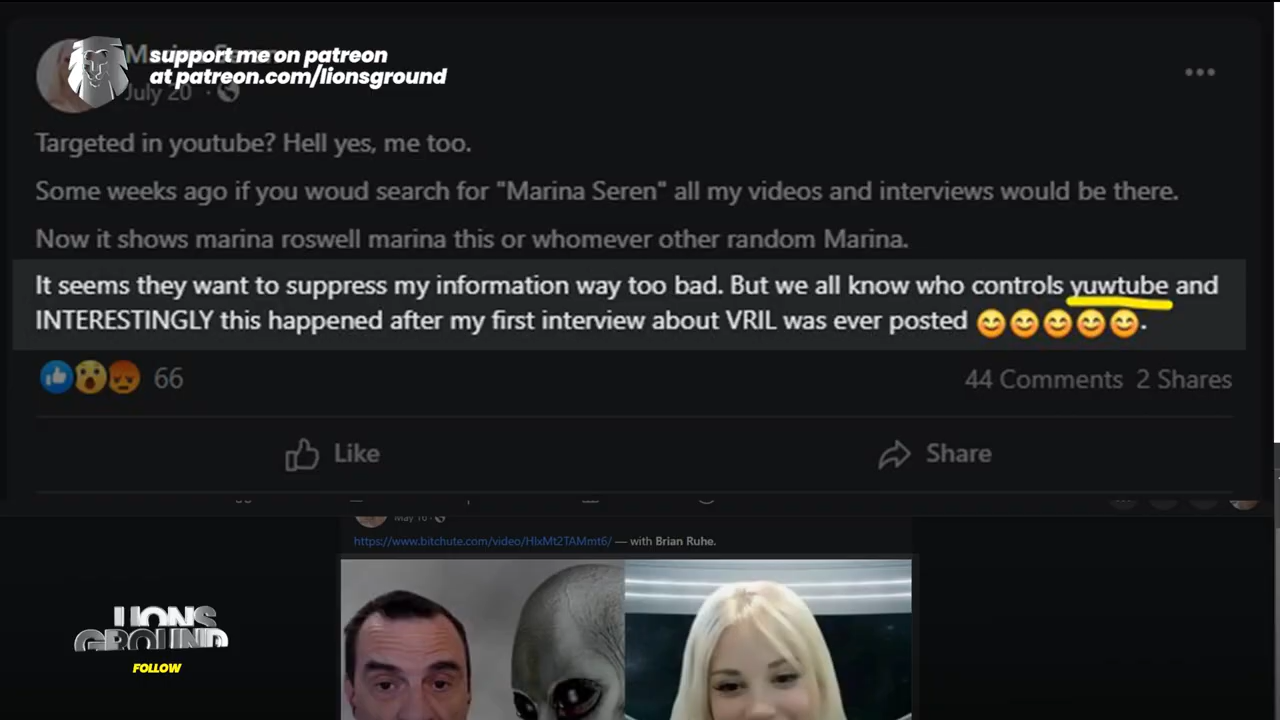 support me on patreon
at patreon.com/lionsground
July 20
Targeted in youtube? Hell yes, me too.
Some weeks ago if you woud search for "Marina Seren" all my videos and interviews would be there.
Now it shows marina roswell marina this or whomever other random Marina.
It seems they want to suppress my information way too bad. But we all know who controls yuwtube and
INTERESTINGLY this happened after my first interview about VRIL was ever posted 😊😊😊😊😊.
66
44 Comments 2 Shares
Like
Share
https://www.bitchute.com/video/HlxMt2TAMmt6/ — with Brian Ruhe.
LIONS
GROUND
FOLLOW